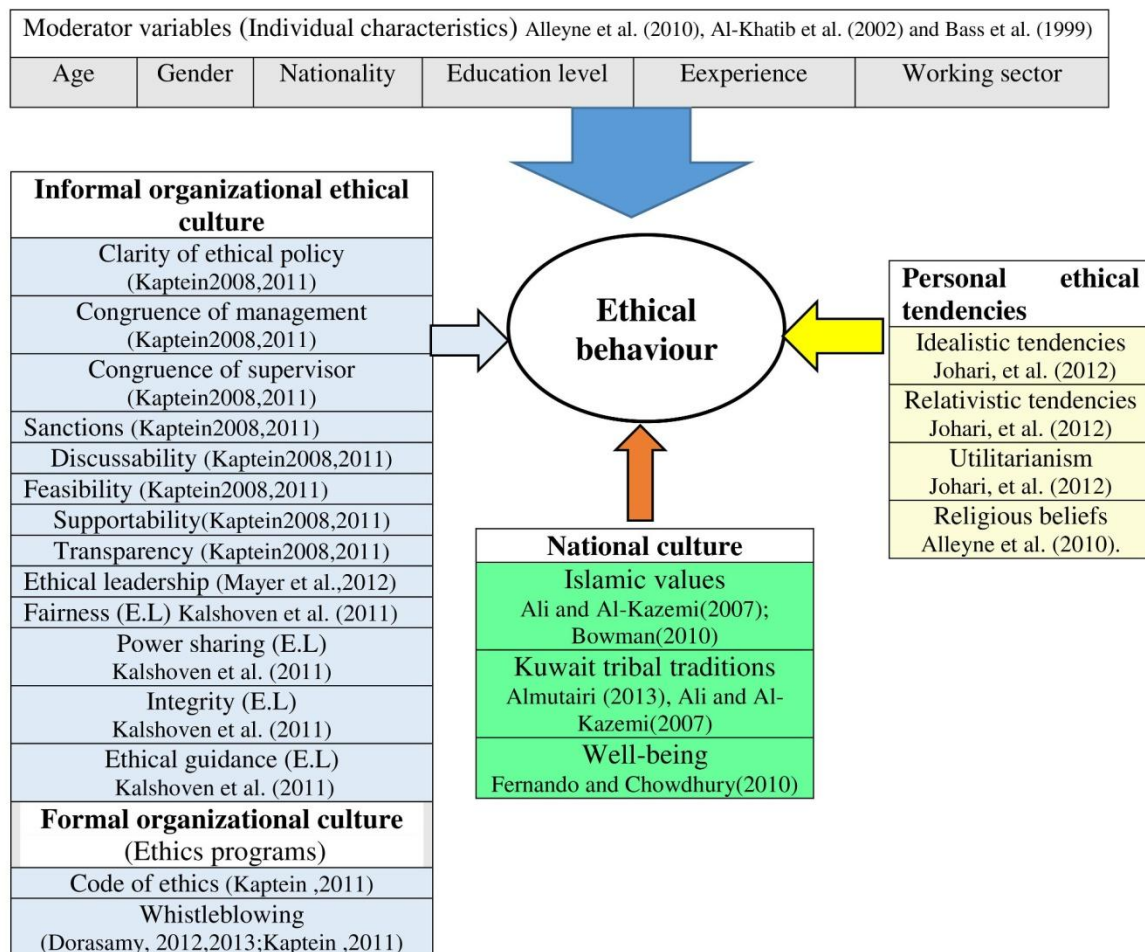 Moderator variables (Individual characteristics) Alleyne et al. (2010), Al-Khatib et al. (2002) and Bass et al. (1999)
Age Gender Nationality Education level Eexperience Working sector
Informal organizational ethical
culture
Clarity of ethical policy
(Kaptein2008,2011)
Congruence of management
(Kaptein2008,2011)
Congruence of supervisor
(Kaptein2008,2011)
Sanctions (Kaptein2008,2011)
Discussability (Kaptein2008,2011)
Feasibility (Kaptein2008,2011)
Supportability(Kaptein2008,2011)
Transparency (Kaptein2008,2011)
Ethical leadership (Mayer et al.,2012)
Fairness (E.L) Kalshoven et al. (2011)
Power sharing (E.L)
Kalshoven et al. (2011)
Integrity (E.L)
Kalshoven et al. (2011)
Ethical guidance (E.L)
Kalshoven et al. (2011)
Formal organizational culture
(Ethics programs)
Code of ethics (Kaptein ,2011)
Whistleblowing
(Dorasamy, 2012,2013;Kaptein ,2011)
Ethical
behaviour
National culture
Islamic values
Ali and Al-Kazemi(2007);
Bowman(2010)
Kuwait tribal traditions
Almutairi (2013), Ali and Al-
Kazemi(2007)
Well-being
Fernando and Chowdhury(2010)
Personal ethical
tendencies
Idealistic tendencies
Johari, et al. (2012)
Relativistic tendencies
Johari, et al. (2012)
Utilitarianism
Johari, et al. (2012)
Religious beliefs
Alleyne et al. (2010).